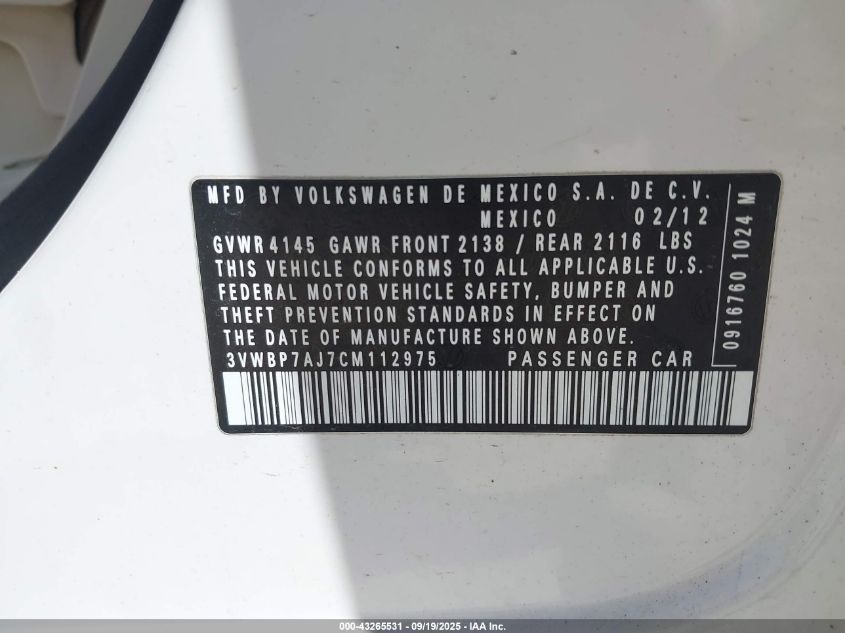 MFD BY VOLKSWAGEN DE MEXICO S.A. DE C.V.
MEXICO 02/12
GVWR 4145 GAWR FRONT 2138 / REAR 2116 LBS
THIS VEHICLE CONFORMS TO ALL APPLICABLE U.S.
FEDERAL MOTOR VEHICLE SAFETY, BUMPER AND
THEFT PREVENTION STANDARDS IN EFFECT ON
THE DATE OF MANUFACTURE SHOWN ABOVE.
3VWBP7AJ7CM112975 PASSENGER CAR
0916760 1024 M
000-43265531 - 09/19/2025 - IAA Inc.